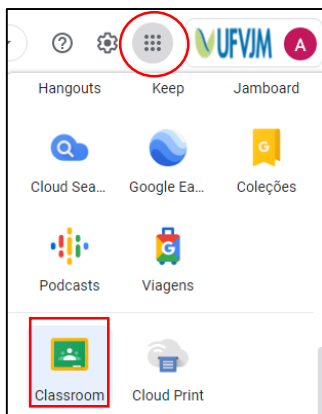 UFVJM A
Hangouts Keep Jamboard
G
Cloud Sea... Google Ea... Coleções
G
Podcasts Viagens
Classroom Cloud Print